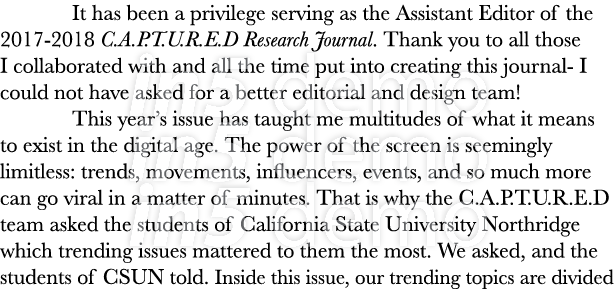 It has been a privilege serving as the Assistant Editor of the
2017-2018 C.A.P.T.U.R.E.D Research Journal. Thank you to all those
I collaborated with and all the time put into creating this journal- I
could not have asked for a better editorial and design team!
This year's issue has taught me multitudes of what it means
to exist in the digital age. The power of the screen is seemingly
limitless: trends, movements, influencers, events, and so much more
can go viral in a matter of minutes. That is why the C.A.P.T.U.R.E.D
team asked the students of California State University Northridge
which trending issues mattered to them the most. We asked, and the
students of CSUN told. Inside this issue, our trending topics are divided
in5 demo
in5 demo
in5 demo